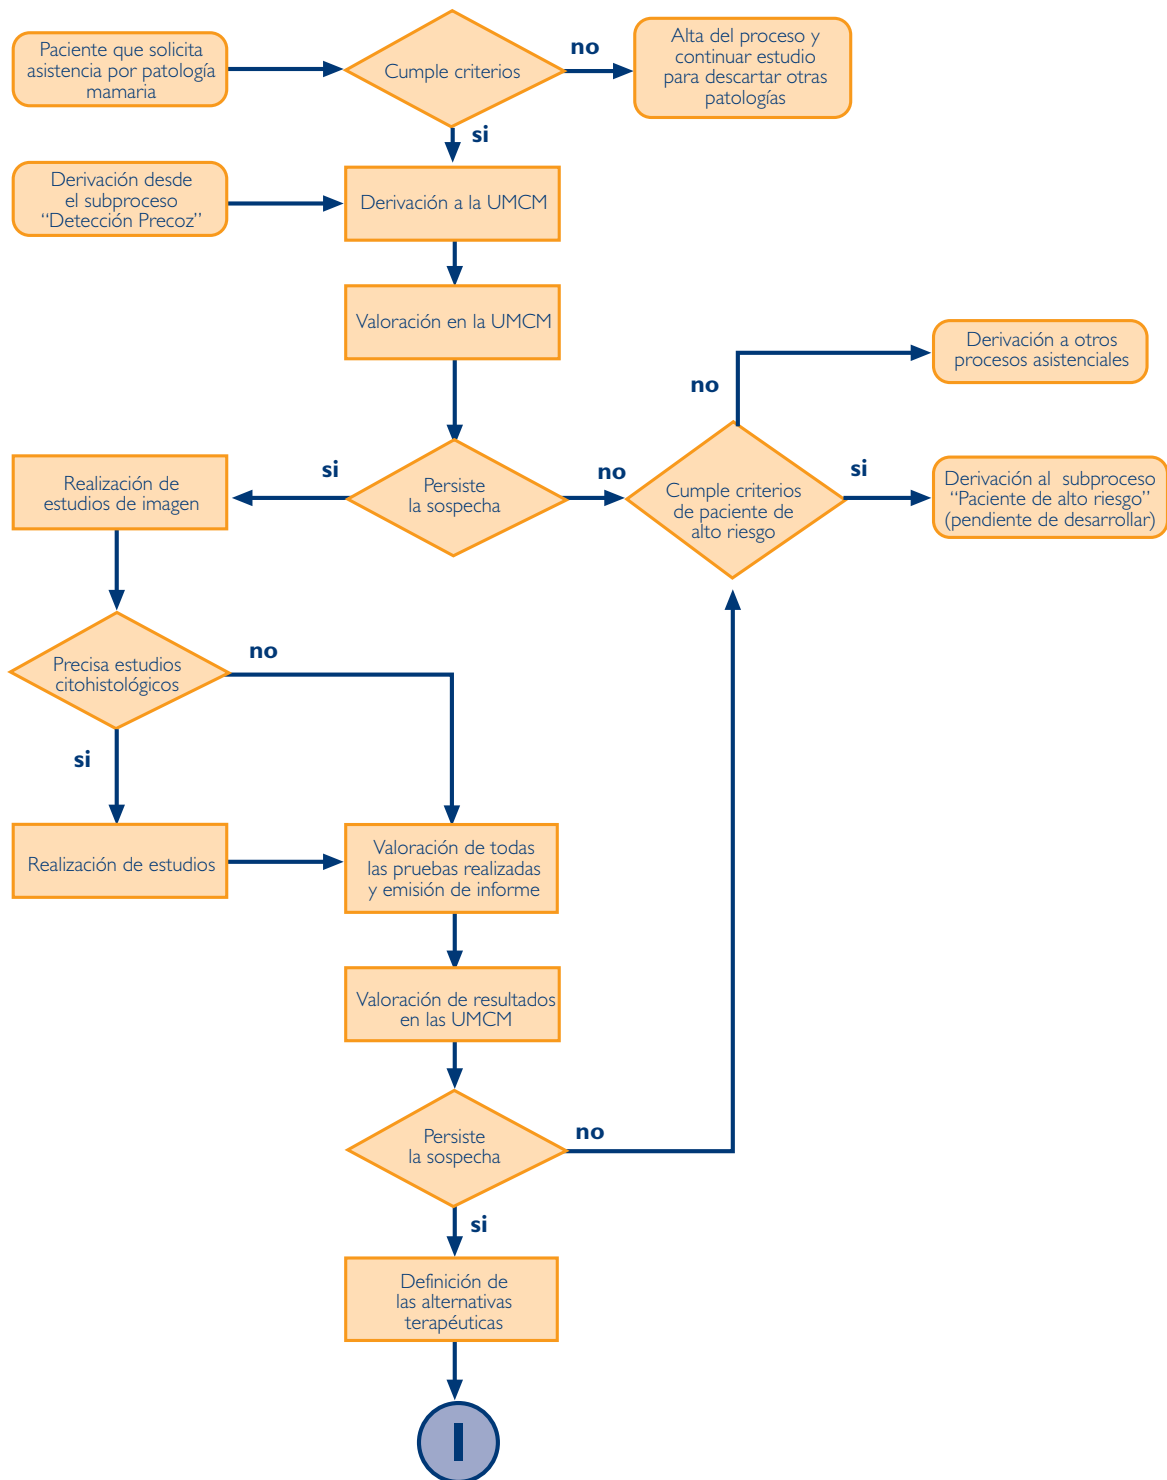 Paciente que solicita
asistencia por patología
mamaria
Cumple criterios
no
Alta del proceso y
continuar estudio
para descartar otras
patologías
si
Derivación desde
el subproceso
“Detección Precoz”
Derivación a la UMCM
Valoración en la UMCM
Derivación a otros
procesos asistenciales
no
Realización de
estudios de imagen
si
Persiste
la sospecha
no
Cumple criterios
de paciente de
alto riesgo
si
Derivación al subproceso
“Paciente de alto riesgo”
(pendiente de desarrollar)
Precisa estudios
citohistológicos
no
si
Realización de estudios
Valoración de todas
las pruebas realizadas
y emisión de informe
Valoración de resultados
en las UMCM
Persiste
la sospecha
no
si
Definición de
las alternativas
terapéuticas
I